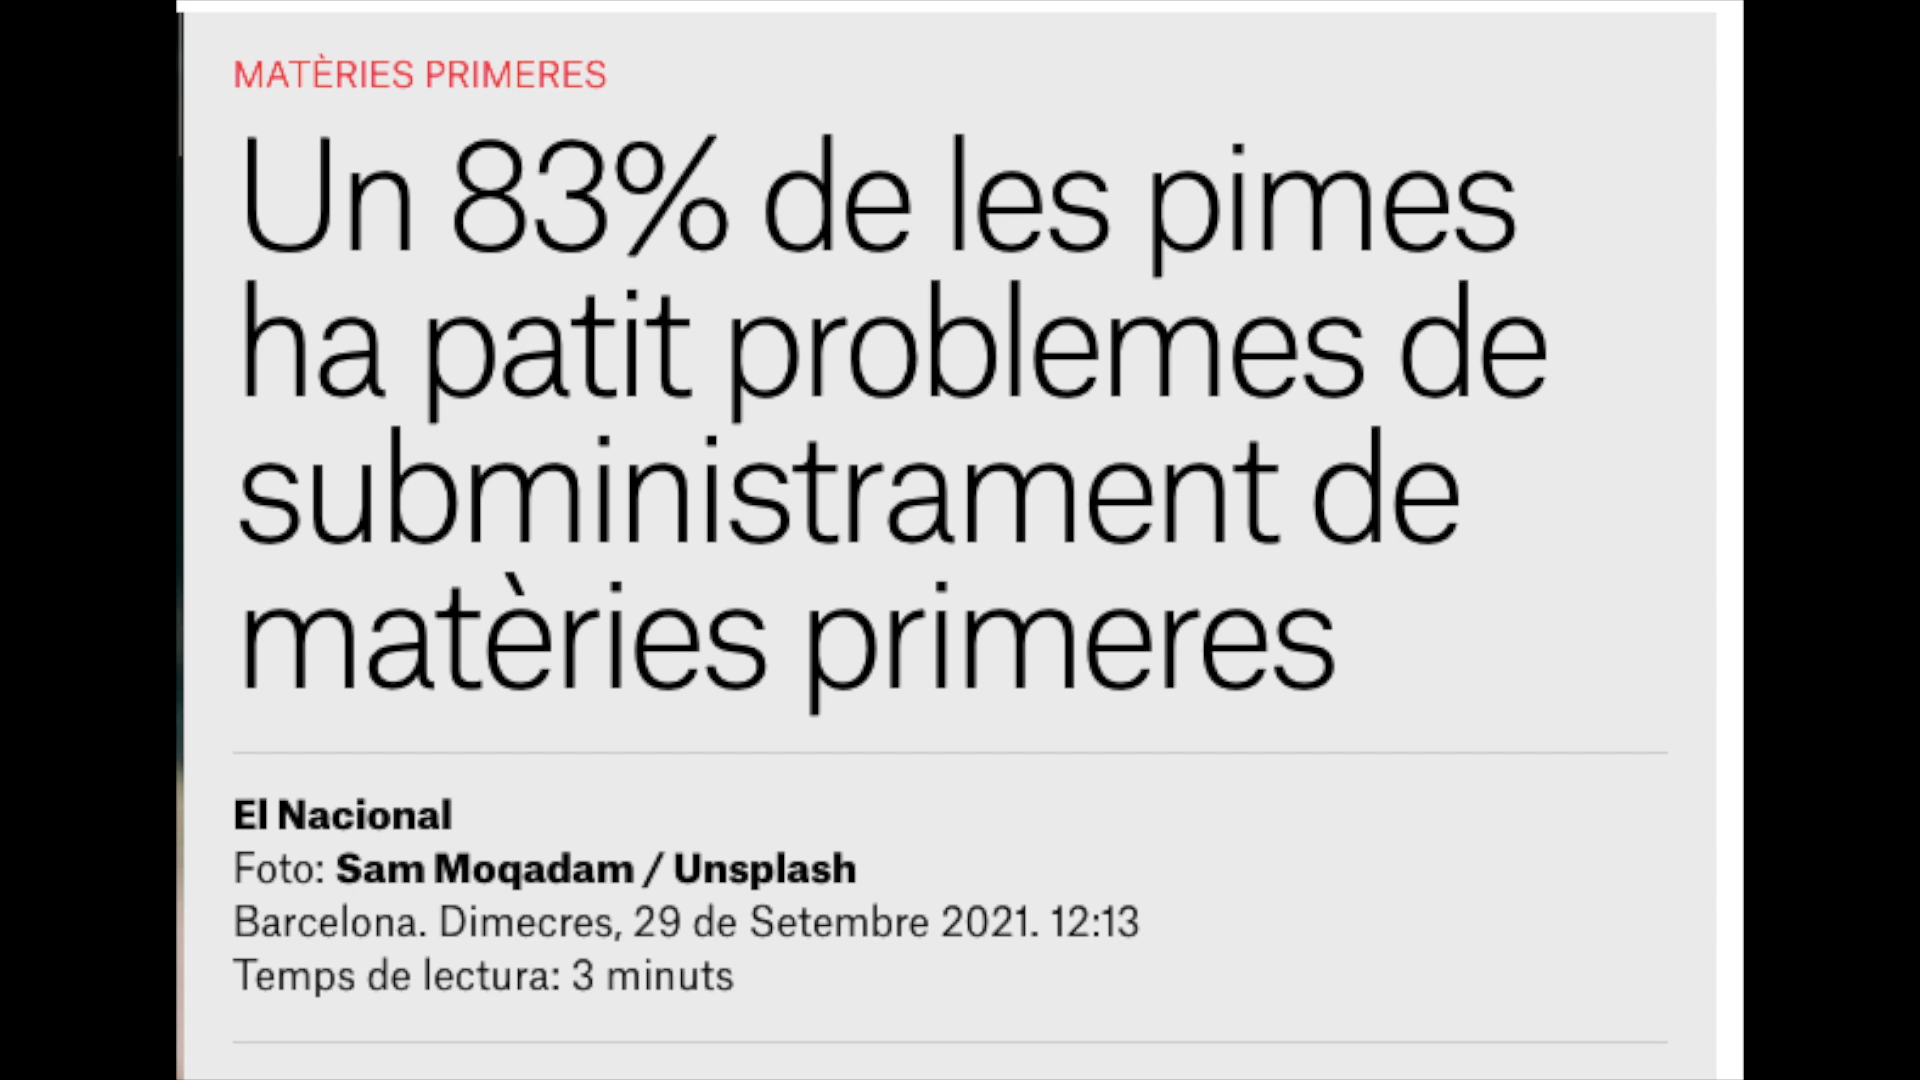 MATÈRIES PRIMERES
Un 83% de les pimes
ha patit problemes de
subministrament de
matèries primeres
El Nacional
Foto: Sam Moqadam / Unsplash
Barcelona. Dimecres, 29 de Setembre 2021. 12:13
Temps de lectura: 3 minuts